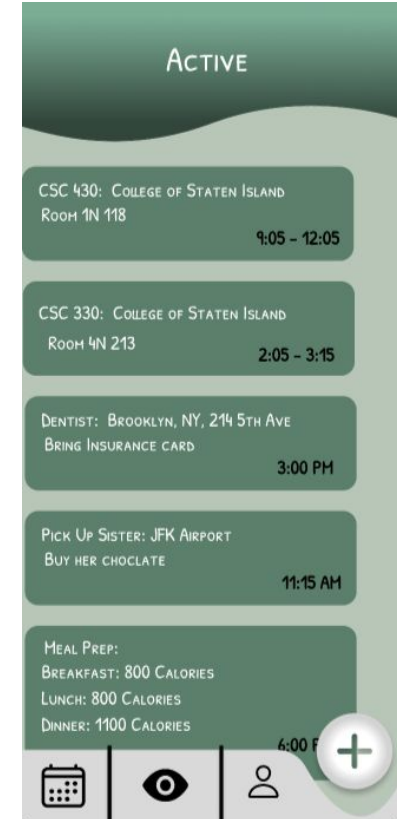 Active
CSC 430: College of Staten Island
Room 1N 118
9:05 - 12:05
CSC 330: College of Staten Island
Room 4N 213
2:05 - 3:15
Dentist: Brooklyn, NY, 214 5th Ave
Bring Insurance card
3:00 PM
Pick Up Sister: JFK Airport
Buy her choclate
11:15 AM
Meal Prep:
Breakfast: 800 Calories
Lunch: 800 Calories
Dinner: 1100 Calories
6:00